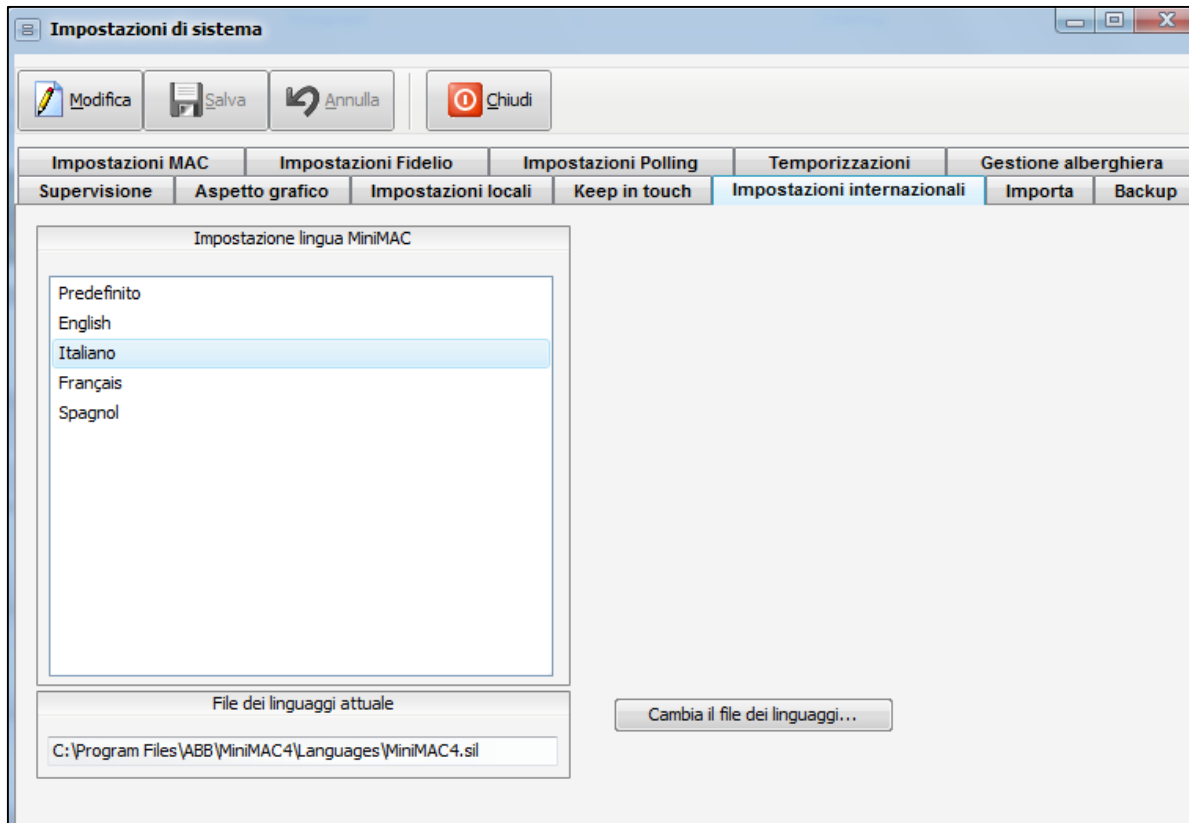 Impostazioni di sistema
Modifica Salva Annulla Chiudi
Impostazioni MAC Impostazioni Fidelio Impostazioni Polling Temporizzazioni Gestione alberghiera
Supervisione Aspetto grafico Impostazioni locali Keep in touch Impostazioni internazionali Importa Backup
Impostazione lingua MiniMAC
Predefinito
English
Italiano
Français
Spagnol
File dei linguaggi attuale
Cambia il file dei linguaggi...
C:\Program Files\ABB\MiniMAC4\Languages\MiniMAC4.sil